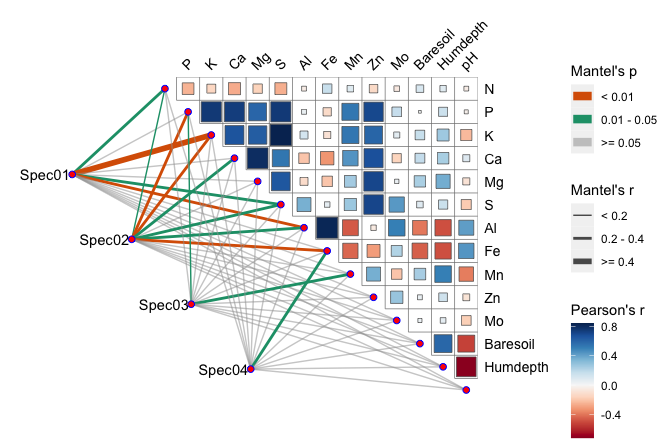 P K Ca Mg S Al Fe Mn Zn Mo Baresoil Humdepth pH
N
P
K
Ca
Mg
S
Al
Fe
Mn
Zn
Mo
Baresoil
Humdepth
Spec01
Spec02
Spec03
Spec04
Mantel's p
< 0.01
0.01 - 0.05
>= 0.05
Mantel's r
< 0.2
0.2 - 0.4
>= 0.4
Pearson's r
0.8
0.4
0.0
-0.4